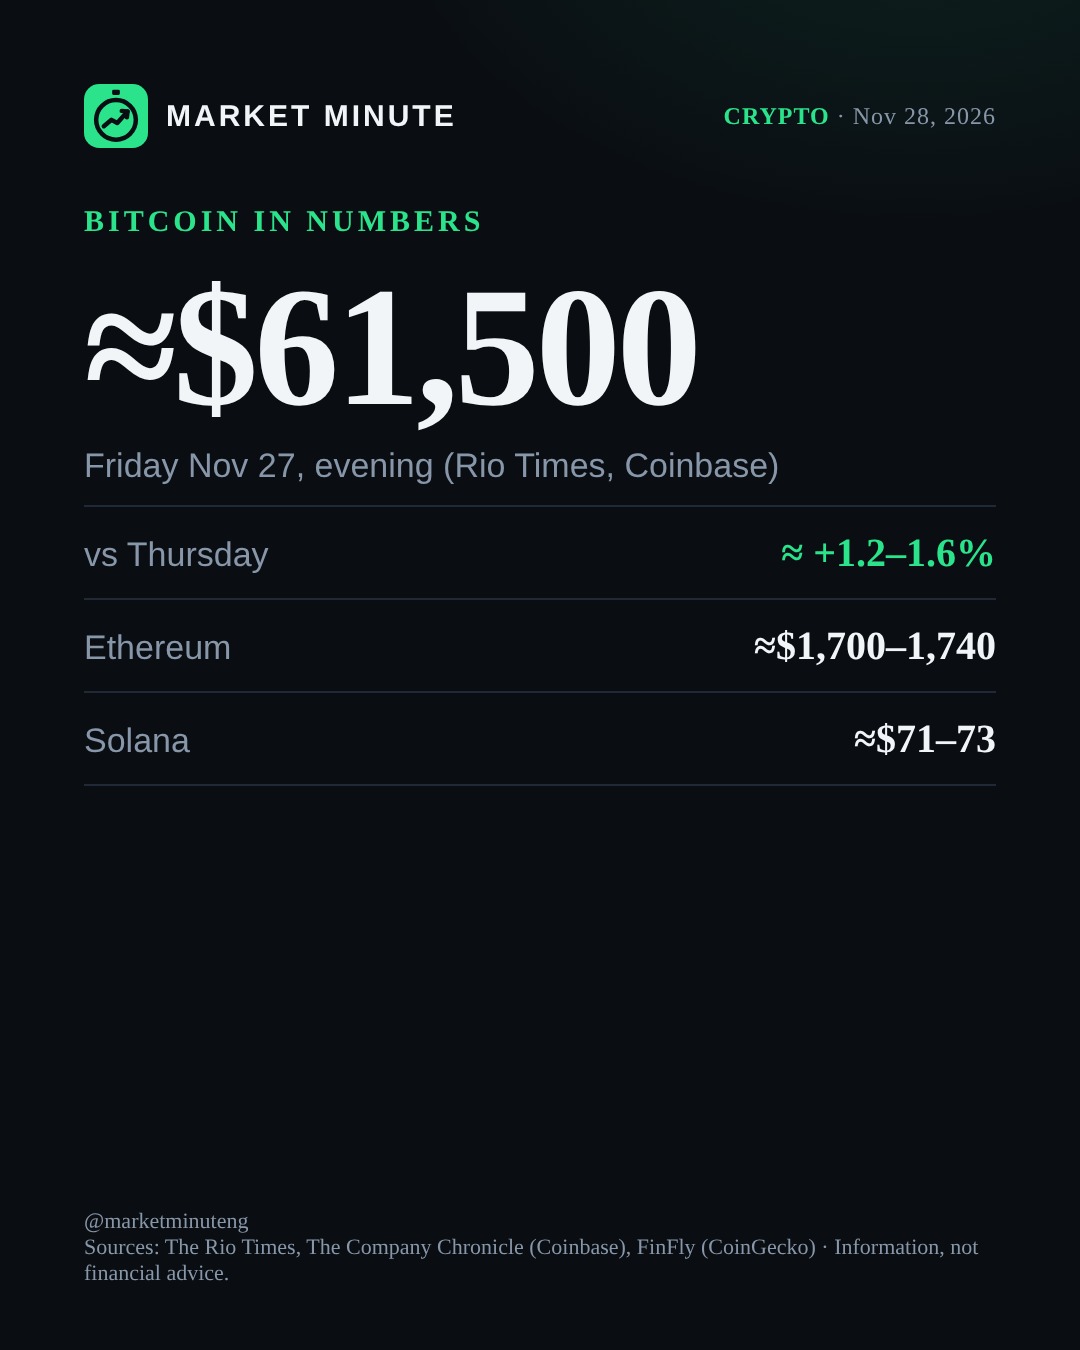 MARKET MINUTE
CRYPTO · Nov 28, 2026
BITCOIN IN NUMBERS
≈$61,500
Friday Nov 27, evening (Rio Times, Coinbase)
vs Thursday ≈ +1.2–1.6%
Ethereum ≈$1,700–1,740
Solana ≈$71–73
@marketminuteng
Sources: The Rio Times, The Company Chronicle (Coinbase), FinFly (CoinGecko) · Information, not
financial advice.